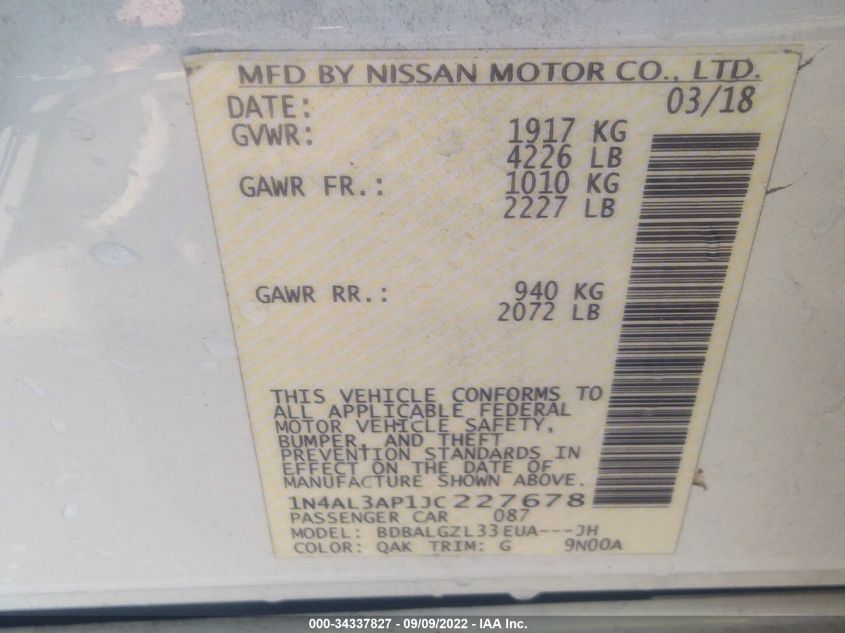 MFD BY NISSAN MOTOR CO., LTD.
DATE: 03/18
GVWR: 1917 KG
4226 LB
GAWR FR.: 1010 KG
2227 LB
GAWR RR.: 940 KG
2072 LB
THIS VEHICLE CONFORMS TO
ALL APPLICABLE FEDERAL
MOTOR VEHICLE SAFETY,
BUMPER, AND THEFT
PREVENTION STANDARDS IN
EFFECT ON THE DATE OF
MANUFACTURE SHOWN ABOVE.
1N4AL3AP1JC227678
PASSENGER CAR 087
MODEL: BDBALGZL33EUA---JH
COLOR: QAK TRIM: G 9N00A
000-34337827 - 09/09/2022 - IAA Inc.